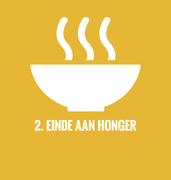 2. EINDE AAN HONGER